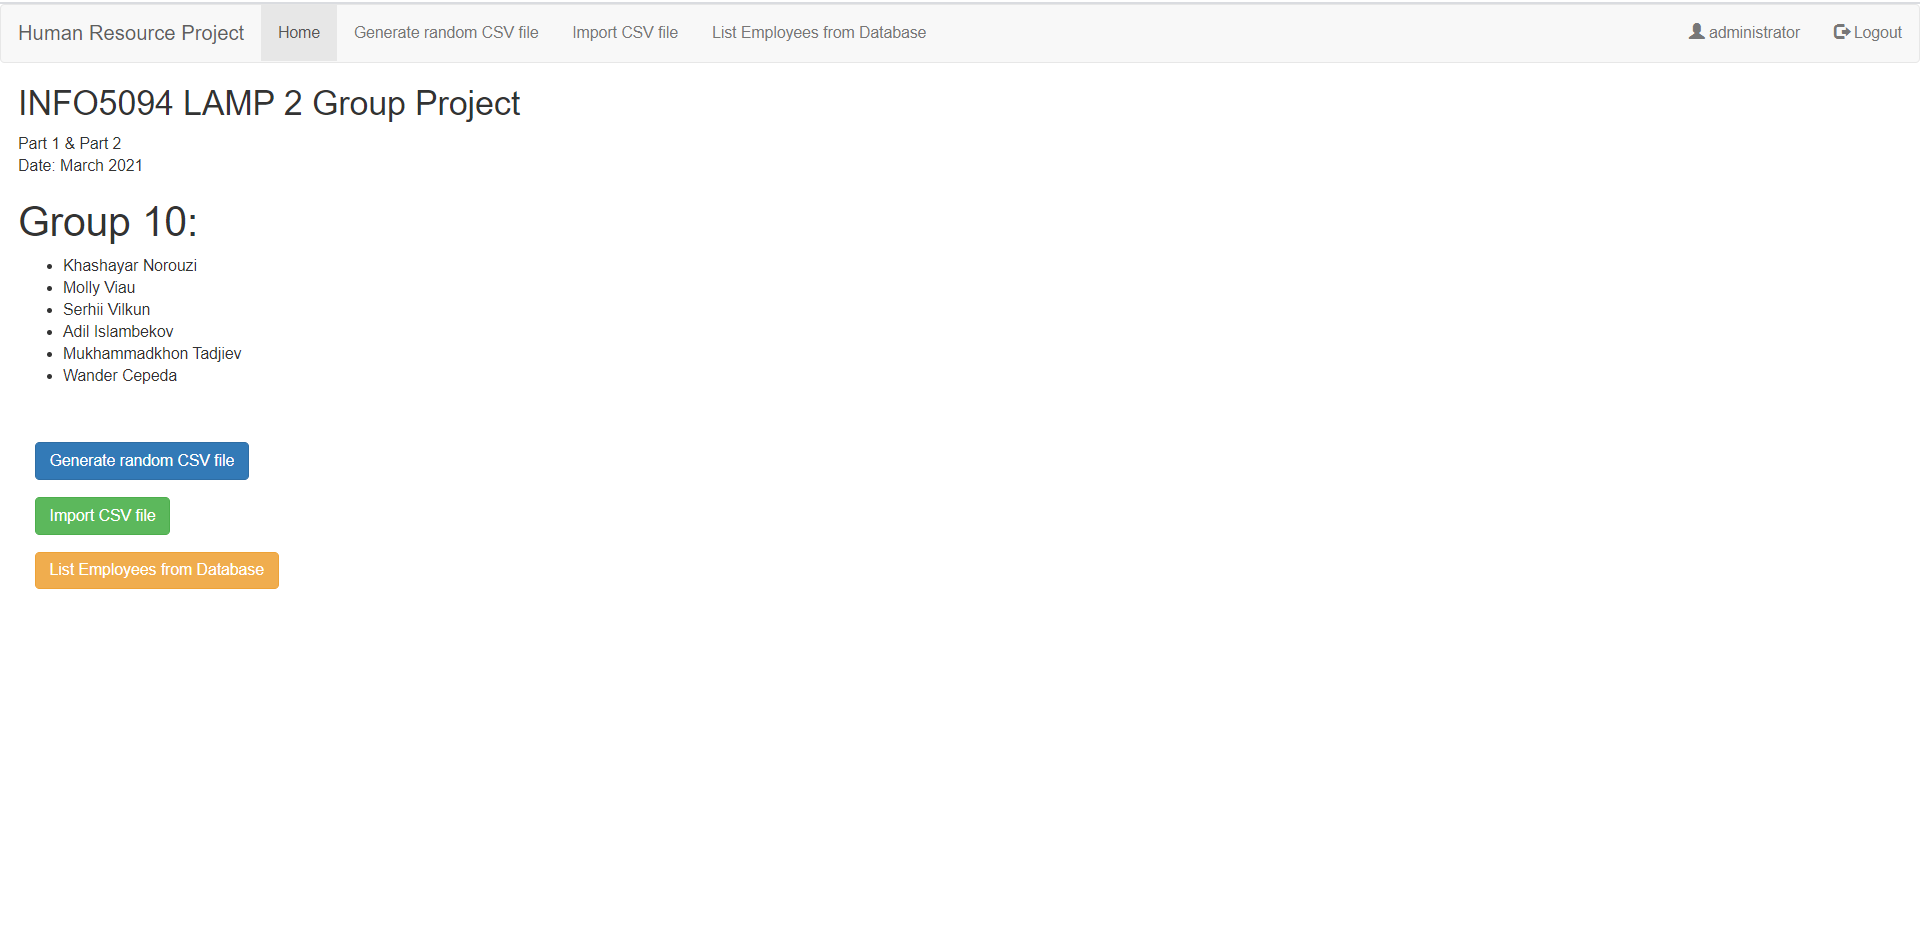 Human Resource Project Home Generate random CSV file Import CSV file List Employees from Database administrator Logout
INFO5094 LAMP 2 Group Project
Part 1 & Part 2
Date: March 2021
Group 10:
Khashayar Norouzi
Molly Viau
Serhii Vilkun
Adil Islambekov
Mukhammadkhon Tadjiev
Wander Cepeda
Generate random CSV file
Import CSV file
List Employees from Database